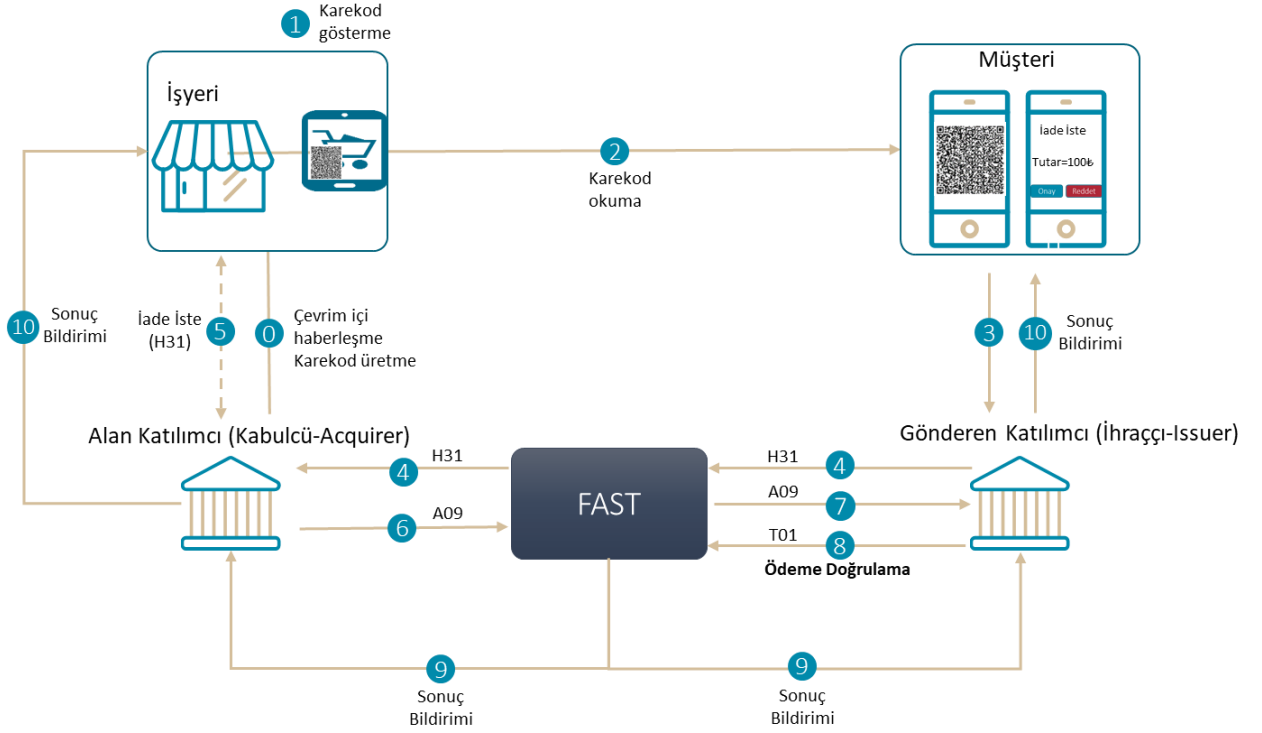 1
Karekod
gösterme
İşyeri
Müşteri
İade İste
Tutar=100₺
Onay
Reddet
2
Karekod
okuma
10
Sonuç
Bildirimi
İade İste
(H31)
5
0
Çevrim içi
haberleşme
Karekod üretme
3
10
Sonuç
Bildirimi
Alan Katılımcı (Kabulcü-Acquirer)
Gönderen Katılımcı (İhraççı-Issuer)
H31
4
A09
6
FAST
H31
4
A09
7
T01
8
Ödeme Doğrulama
9
Sonuç
Bildirimi
9
Sonuç
Bildirimi